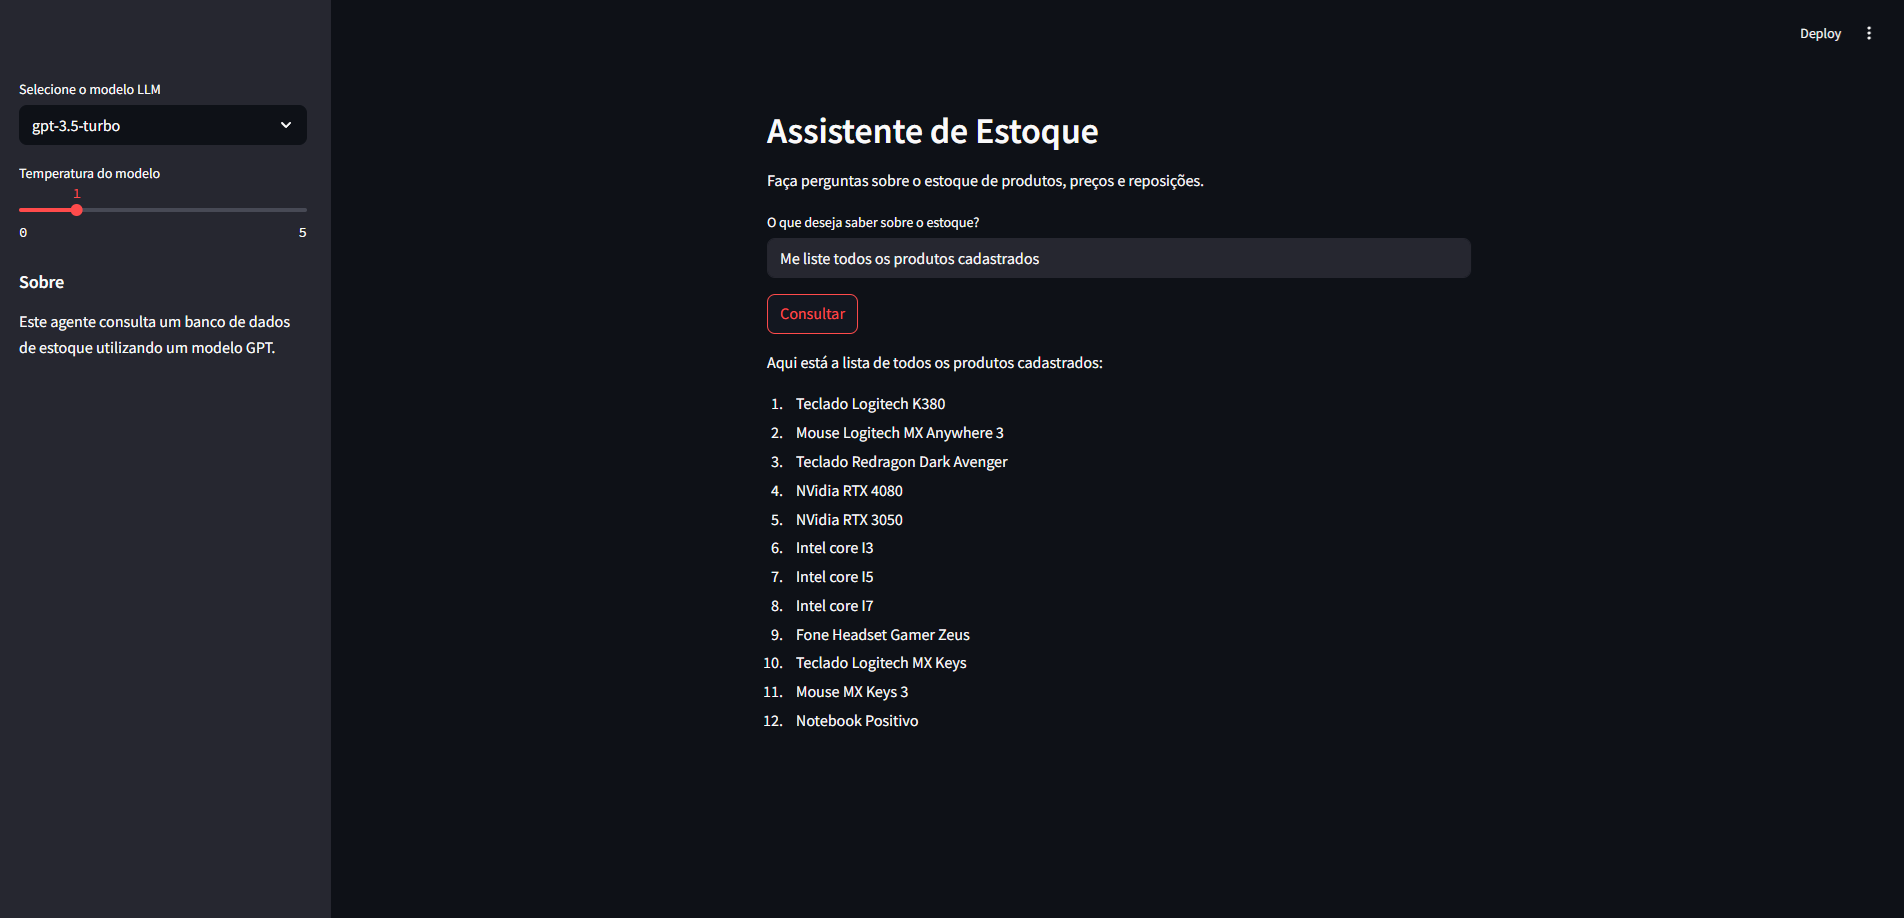 Deploy
Selecione o modelo LLM
gpt-3.5-turbo
Temperatura do modelo
1
0 5
Sobre
Este agente consulta um banco de dados
de estoque utilizando um modelo GPT.
Assistente de Estoque
Faça perguntas sobre o estoque de produtos, preços e reposições.
O que deseja saber sobre o estoque?
Me liste todos os produtos cadastrados
Consultar
Aqui está a lista de todos os produtos cadastrados:
1. Teclado Logitech K380
2. Mouse Logitech MX Anywhere 3
3. Teclado Redragon Dark Avenger
4. NVidia RTX 4080
5. NVidia RTX 3050
6. Intel core I3
7. Intel core I5
8. Intel core I7
9. Fone Headset Gamer Zeus
10. Teclado Logitech MX Keys
11. Mouse MX Keys 3
12. Notebook Positivo